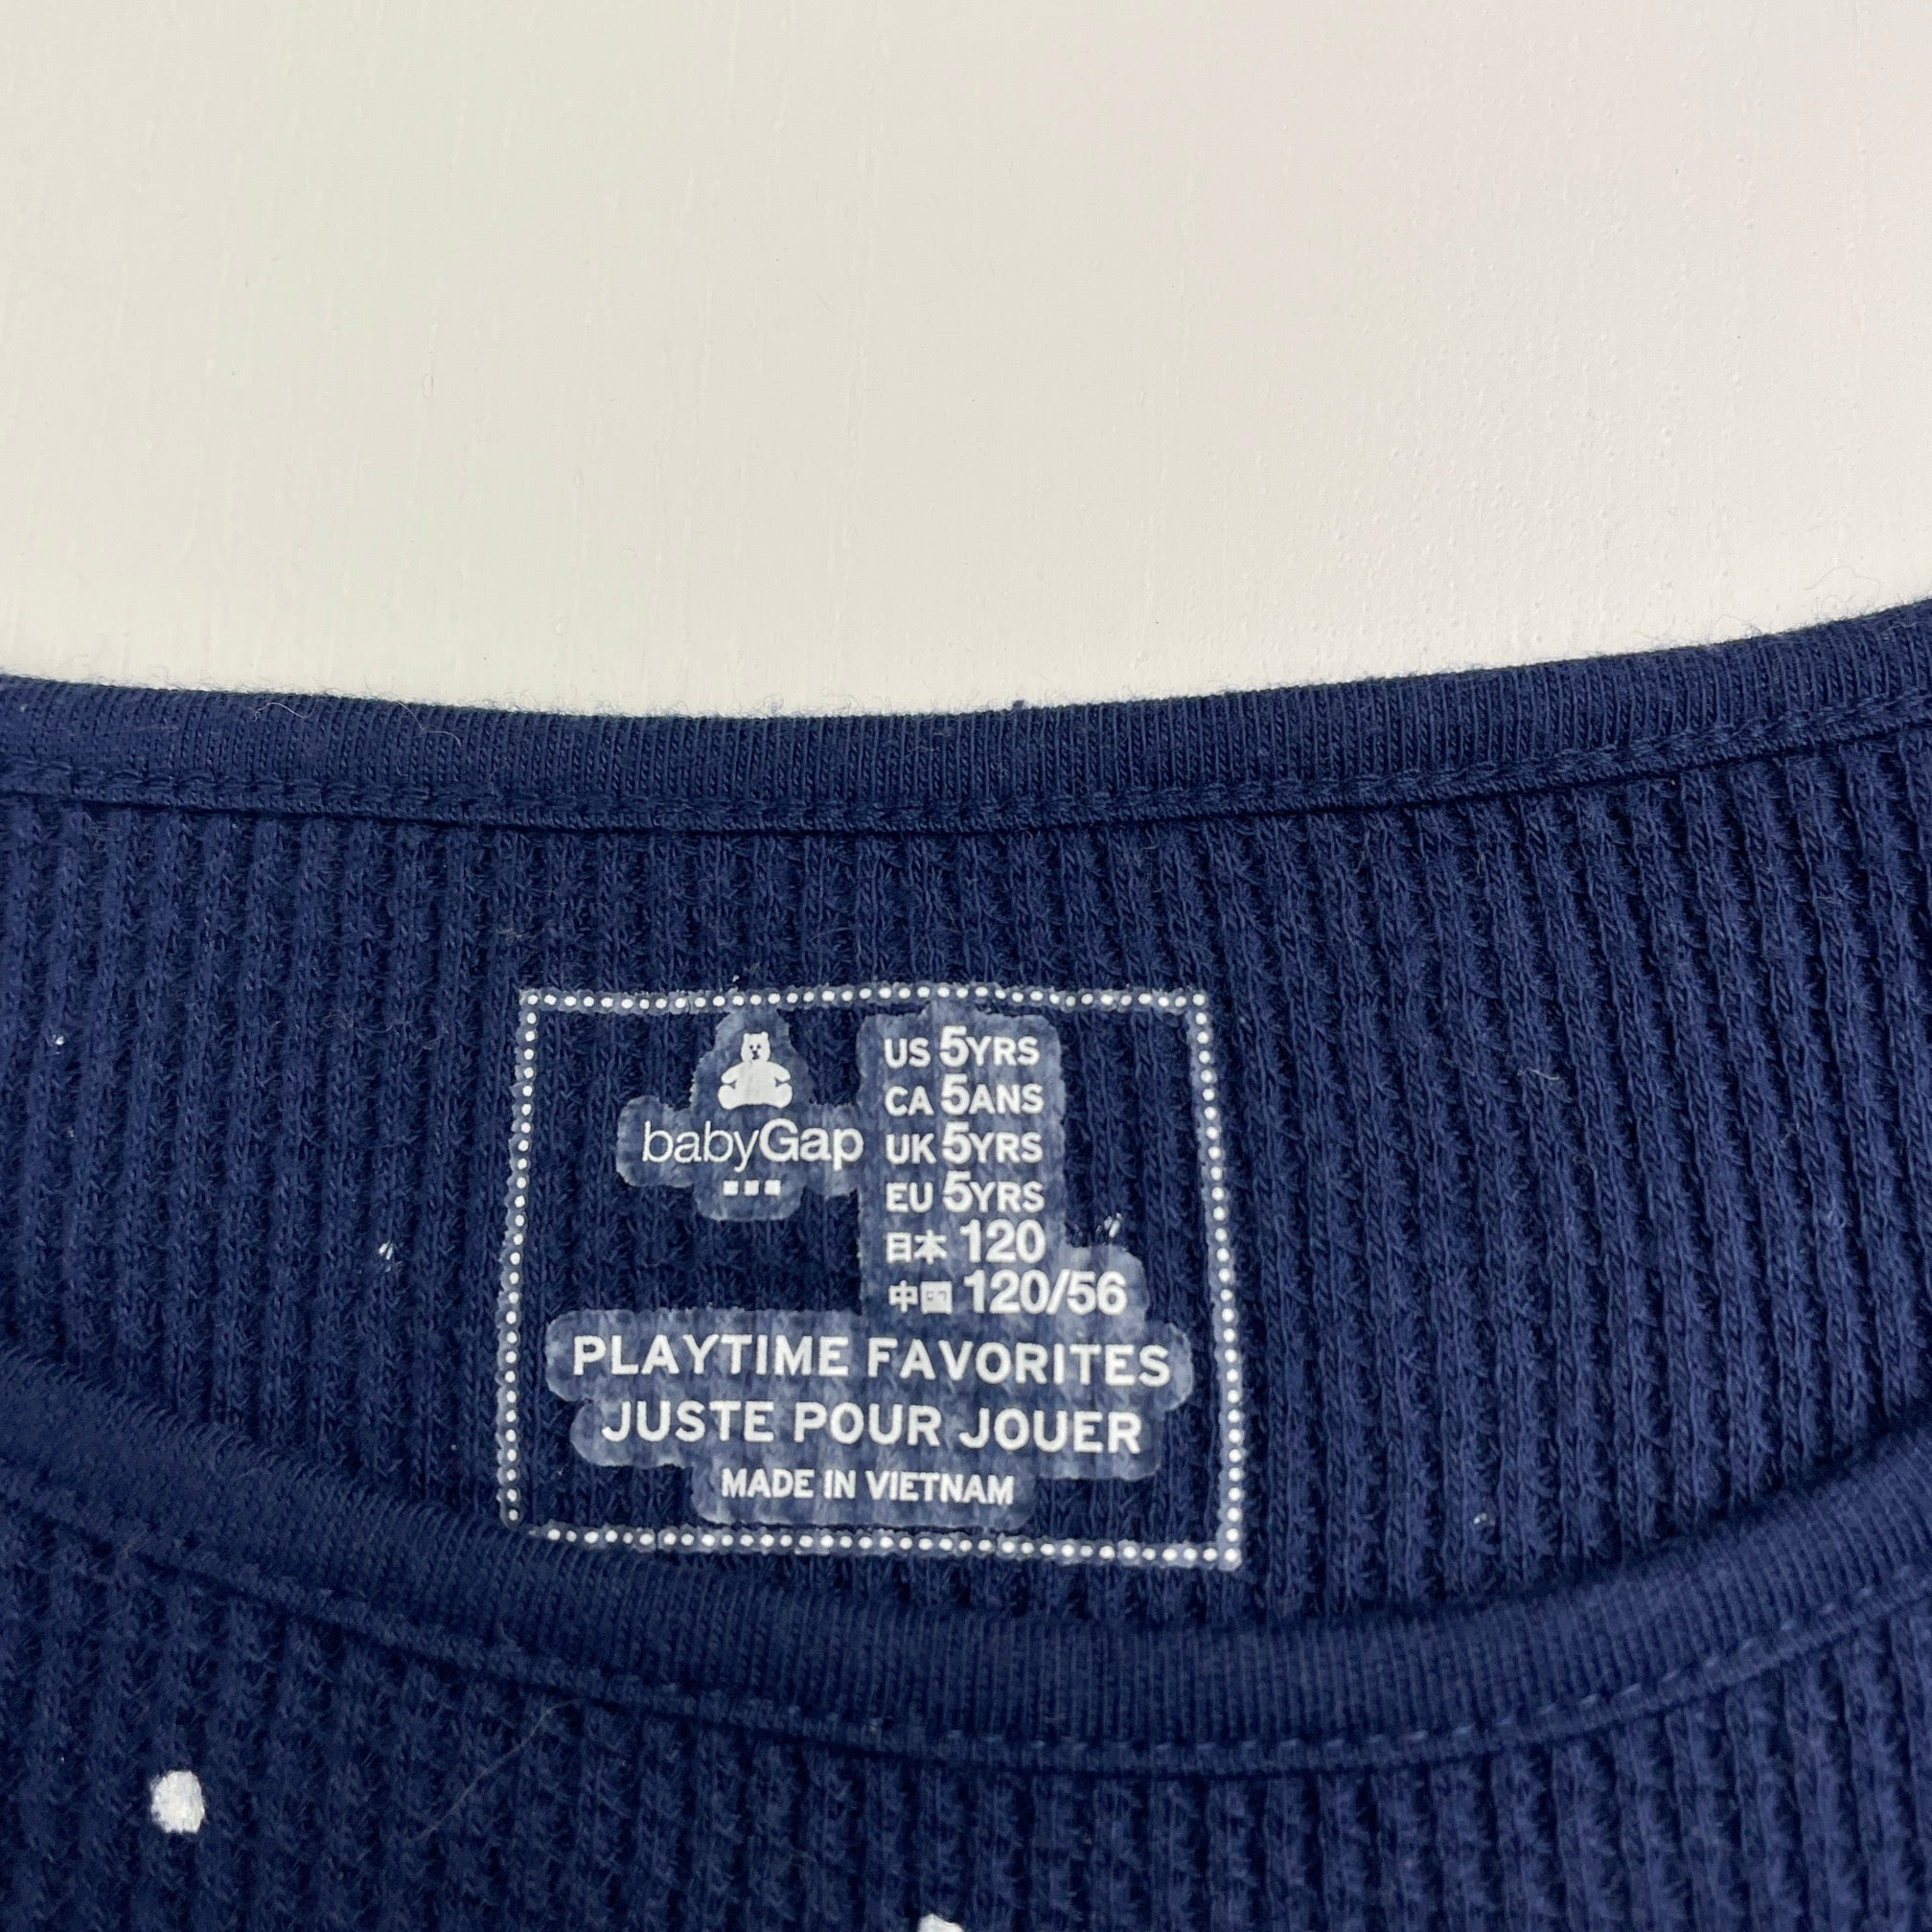 babyGap
US 5YRS
CA 5ANS
UK 5YRS
EU 5YRS
日本 120
中国 120/56
PLAYTIME FAVORITES
JUSTE POUR JOUER
MADE IN VIETNAM